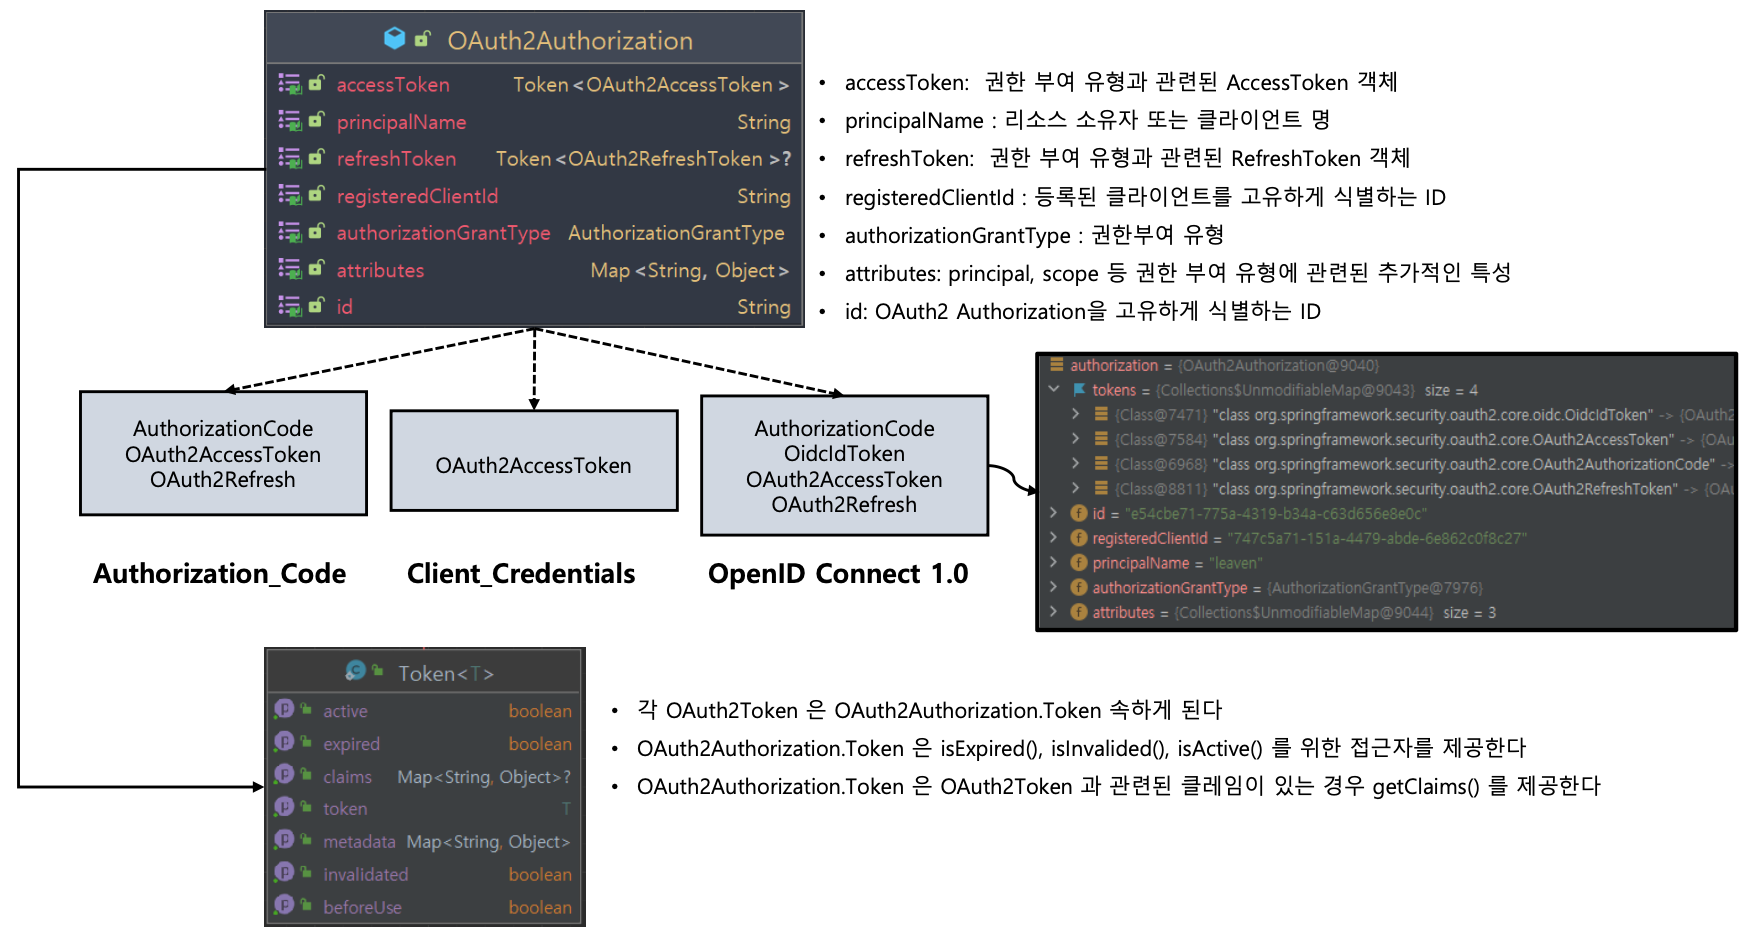 OAuth2Authorization
accessToken Token<OAuth2AccessToken>
principalName String
refreshToken Token<OAuth2RefreshToken>?
registeredClientId String
authorizationGrantType AuthorizationGrantType
attributes Map<String, Object>
id String
• accessToken: 권한 부여 유형과 관련된 AccessToken 객체
• principalName : 리소스 소유자 또는 클라이언트 명
• refreshToken: 권한 부여 유형과 관련된 RefreshToken 객체
• registeredClientId : 등록된 클라이언트를 고유하게 식별하는 ID
• authorizationGrantType : 권한부여 유형
• attributes: principal, scope 등 권한 부여 유형에 관련된 추가적인 특성
• id: OAuth2 Authorization을 고유하게 식별하는 ID
AuthorizationCode
OAuth2AccessToken
OAuth2Refresh
Authorization_Code
OAuth2AccessToken
Client_Credentials
AuthorizationCode
OidcIdToken
OAuth2AccessToken
OAuth2Refresh
OpenID Connect 1.0
authorization = {OAuth2Authorization@9040}
tokens = {Collections$UnmodifiableMap@9043} size = 4
{Class@7471} "class org.springframework.security.oauth2.core.oidc.OidcIdToken" -> {OAuth2
{Class@7584} "class org.springframework.security.oauth2.core.OAuth2AccessToken" -> {OAu
{Class@6968} "class org.springframework.security.oauth2.core.OAuth2AuthorizationCode" ->
{Class@8811} "class org.springframework.security.oauth2.core.OAuth2RefreshToken" -> {OAu
id = "e54cbe71-775a-4319-b34a-c63d656e8e0c"
registeredClientId = "747c5a71-151a-4479-abde-6e862c0f8c27"
principalName = "leaven"
authorizationGrantType = {AuthorizationGrantType@7976}
attributes = {Collections$UnmodifiableMap@9044} size = 3
Token<T>
active boolean
expired boolean
claims Map<String, Object>?
token T
metadata Map<String, Object>
invalidated boolean
beforeUse boolean
• 각 OAuth2Token 은 OAuth2Authorization.Token 속하게 된다
• OAuth2Authorization.Token 은 isExpired(), isInvalided(), isActive() 를 위한 접근자를 제공한다
• OAuth2Authorization.Token 은 OAuth2Token 과 관련된 클레임이 있는 경우 getClaims() 를 제공한다